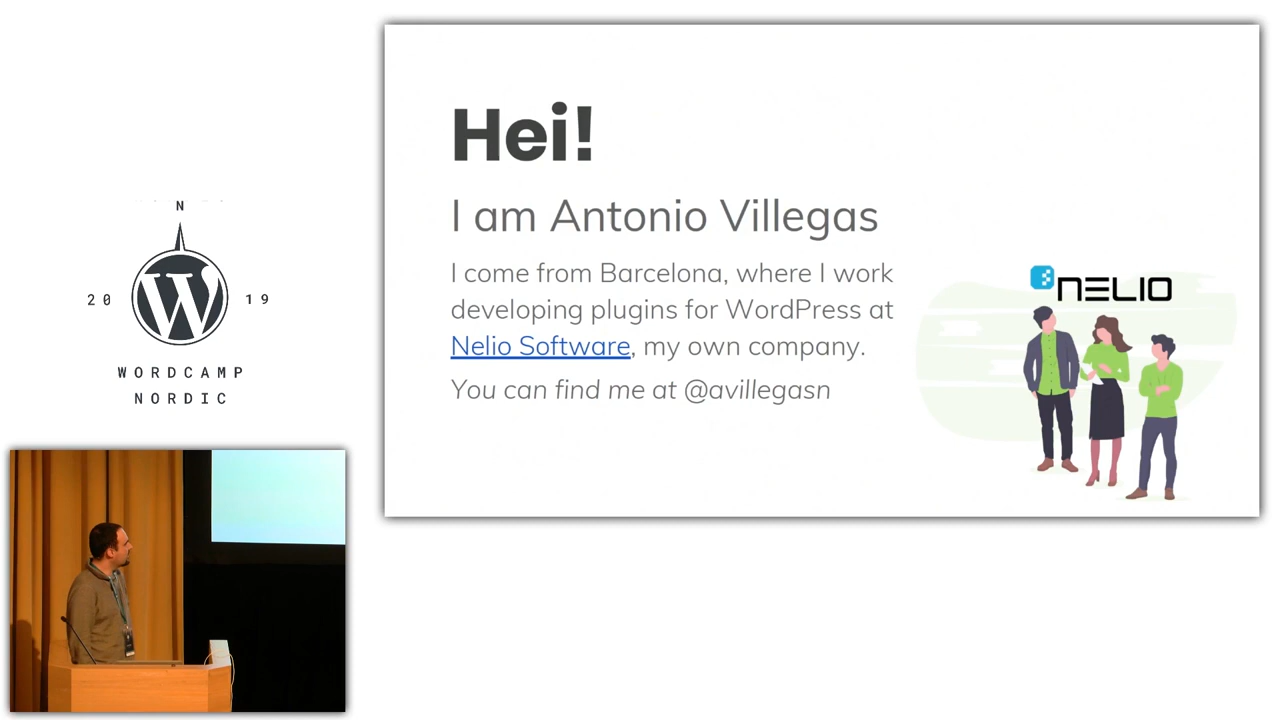 N
20 19
WORDCAMP
NORDIC
Hei!
I am Antonio Villegas
I come from Barcelona, where I work
developing plugins for WordPress at
Nelio Software, my own company.
You can find me at @avillegasn
NELIO